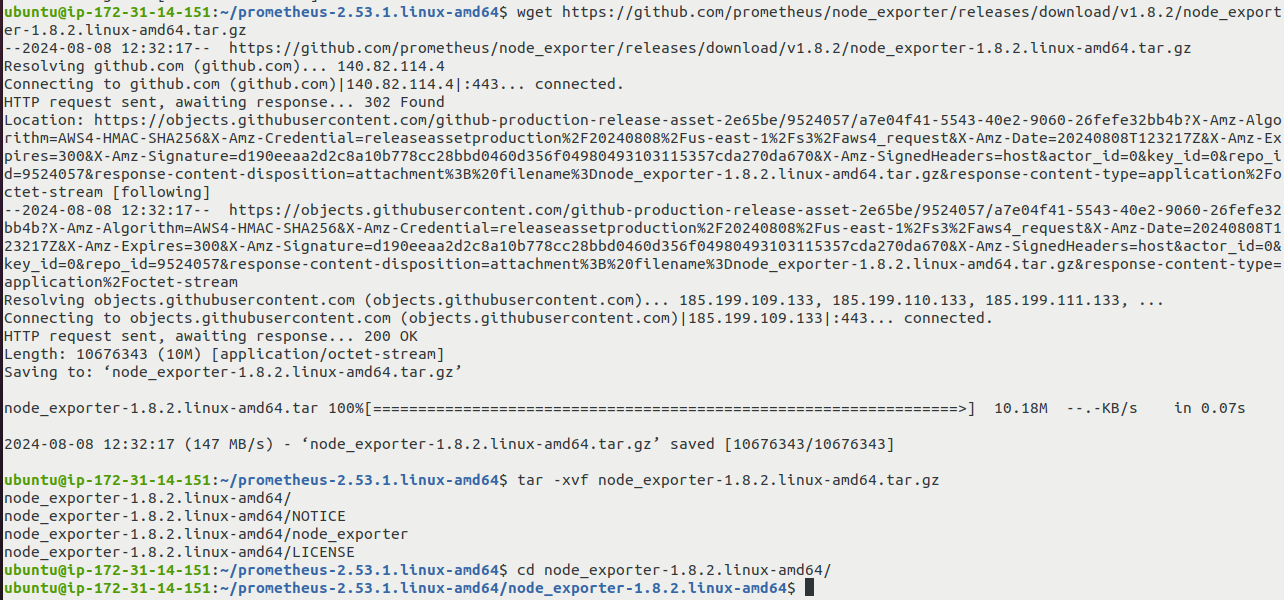 ubuntu@ip-172-31-14-151:~/prometheus-2.53.1.linux-amd64$ wget https://github.com/prometheus/node_exporter/releases/download/v1.8.2/node_export
er-1.8.2.linux-amd64.tar.gz
--2024-08-08 12:32:17--  https://github.com/prometheus/node_exporter/releases/download/v1.8.2/node_exporter-1.8.2.linux-amd64.tar.gz
Resolving github.com (github.com)... 140.82.114.4
Connecting to github.com (github.com)|140.82.114.4|:443... connected.
HTTP request sent, awaiting response... 302 Found
Location: https://objects.githubusercontent.com/github-production-release-asset-2e65be/9524057/a7e04f41-5543-40e2-9060-26fefe32bb4b?X-Amz-Algo
rithm=AWS4-HMAC-SHA256&X-Amz-Credential=releaseassetproduction%2F20240808%2Fus-east-1%2Fs3%2Faws4_request&X-Amz-Date=20240808T123217Z&X-Amz-Ex
pires=300&X-Amz-Signature=d190eeaa2d2c8a10b778cc28bbd0460d356f04980493103115357cda270da670&X-Amz-SignedHeaders=host&actor_id=0&key_id=0&repo_i
d=9524057&response-content-disposition=attachment%3B%20filename%3Dnode_exporter-1.8.2.linux-amd64.tar.gz&response-content-type=application%2Fo
ctet-stream [following]
--2024-08-08 12:32:17--  https://objects.githubusercontent.com/github-production-release-asset-2e65be/9524057/a7e04f41-5543-40e2-9060-26fefe32
bb4b?X-Amz-Algorithm=AWS4-HMAC-SHA256&X-Amz-Credential=releaseassetproduction%2F20240808%2Fus-east-1%2Fs3%2Faws4_request&X-Amz-Date=20240808T1
23217Z&X-Amz-Expires=300&X-Amz-Signature=d190eeaa2d2c8a10b778cc28bbd0460d356f04980493103115357cda270da670&X-Amz-SignedHeaders=host&actor_id=0&
key_id=0&repo_id=9524057&response-content-disposition=attachment%3B%20filename%3Dnode_exporter-1.8.2.linux-amd64.tar.gz&response-content-type=
application%2Foctet-stream
Resolving objects.githubusercontent.com (objects.githubusercontent.com)... 185.199.109.133, 185.199.110.133, 185.199.111.133, ...
Connecting to objects.githubusercontent.com (objects.githubusercontent.com)|185.199.109.133|:443... connected.
HTTP request sent, awaiting response... 200 OK
Length: 10676343 (10M) [application/octet-stream]
Saving to: ‘node_exporter-1.8.2.linux-amd64.tar.gz’
node_exporter-1.8.2.linux-amd64.tar 100%[=================================================================>]  10.18M  --.-KB/s    in 0.07s
2024-08-08 12:32:17 (147 MB/s) - ‘node_exporter-1.8.2.linux-amd64.tar.gz’ saved [10676343/10676343]
ubuntu@ip-172-31-14-151:~/prometheus-2.53.1.linux-amd64$ tar -xvf node_exporter-1.8.2.linux-amd64.tar.gz
node_exporter-1.8.2.linux-amd64/
node_exporter-1.8.2.linux-amd64/NOTICE
node_exporter-1.8.2.linux-amd64/node_exporter
node_exporter-1.8.2.linux-amd64/LICENSE
ubuntu@ip-172-31-14-151:~/prometheus-2.53.1.linux-amd64$ cd node_exporter-1.8.2.linux-amd64/
ubuntu@ip-172-31-14-151:~/prometheus-2.53.1.linux-amd64/node_exporter-1.8.2.linux-amd64$